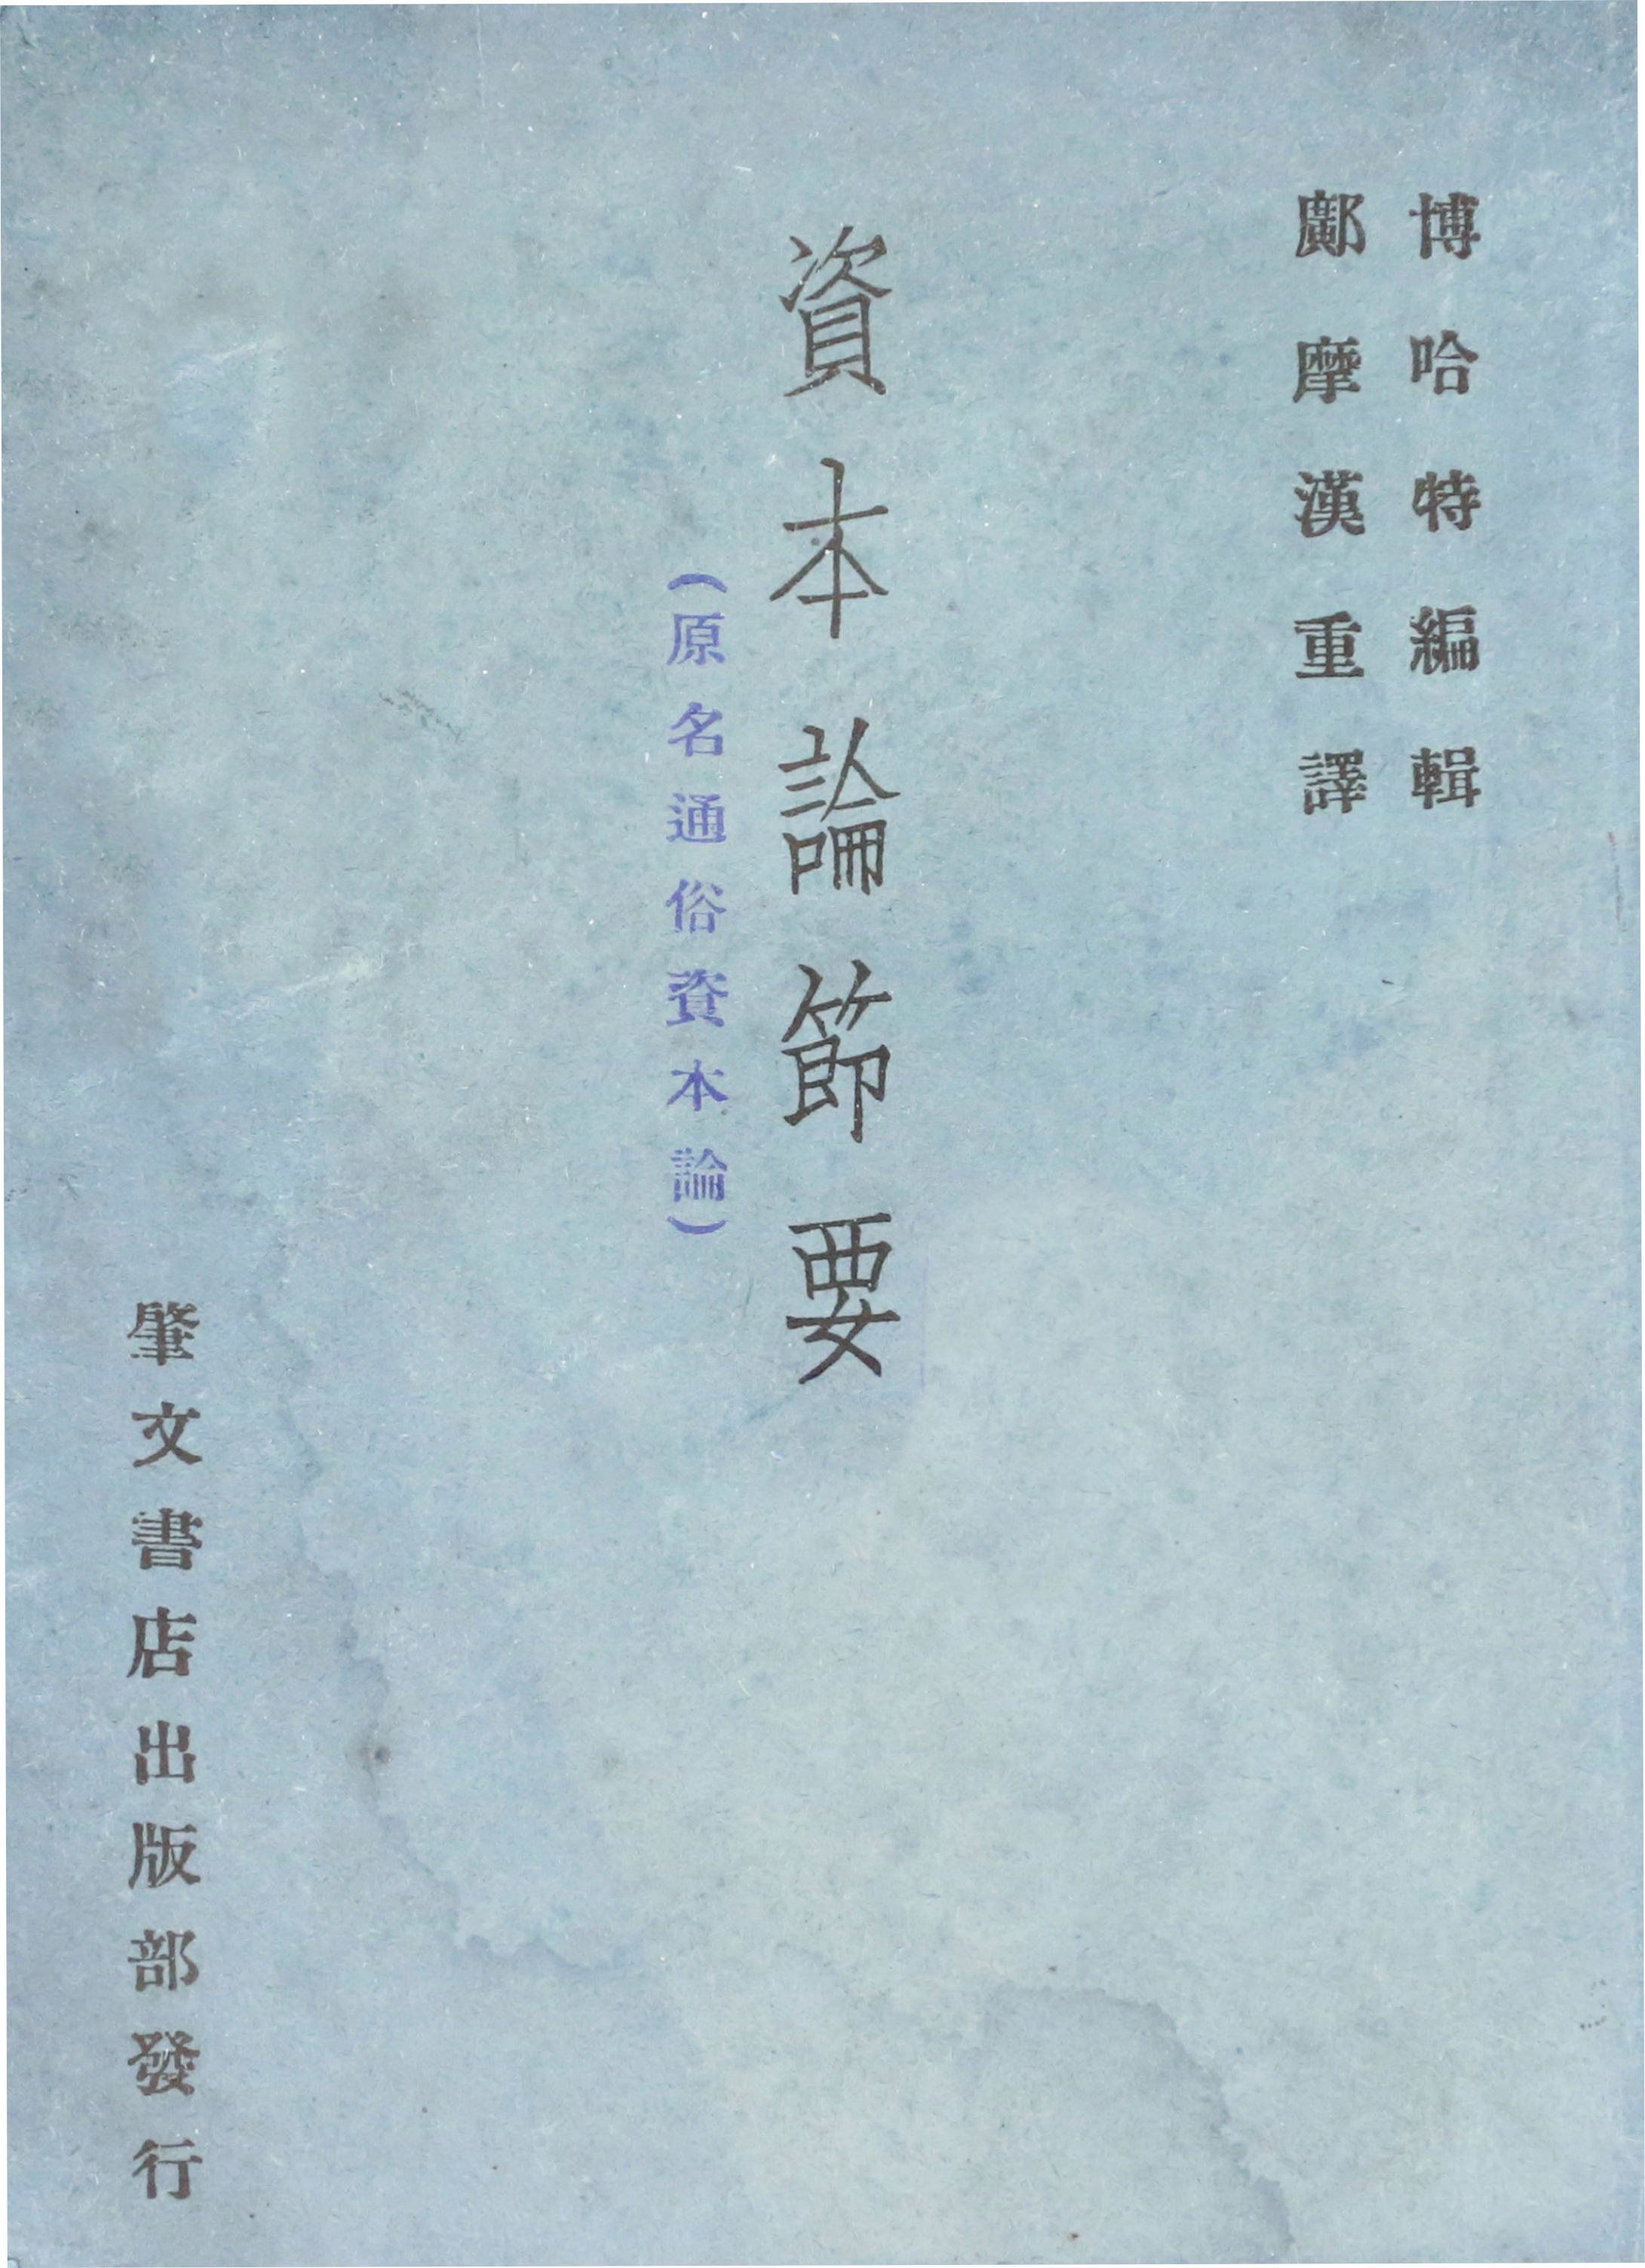 博哈特編輯
鄺摩漢重譯
資本論節要
(原名通俗資本論)
肇文書店出版部發行